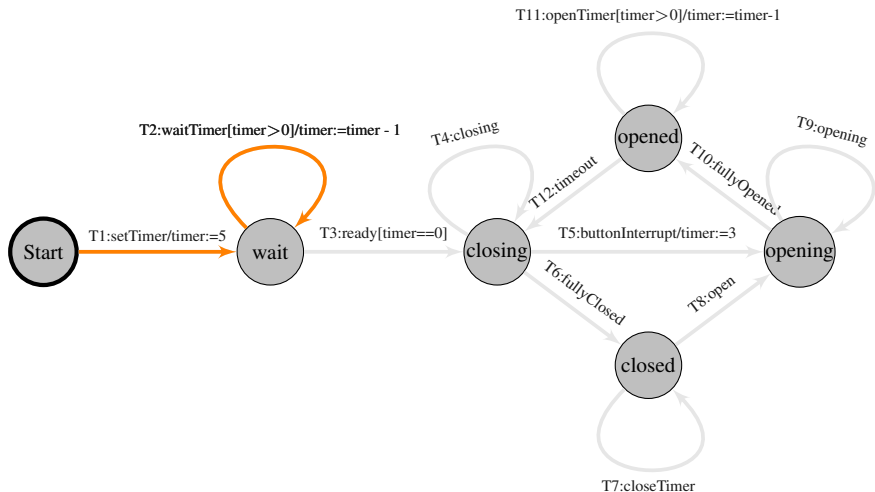 T11:openTimer[timer>0]/timer:=timer-1
T2:waitTimer[timer>0]/timer:=timer - 1
T4:closing
opened
T9:opening
T12:timeout
T10:fullyOpened
Start
T1:setTimer/timer:=5
wait
T3:ready[timer==0]
closing
T5:buttonInterrupt/timer:=3
opening
T6:fullyClosed
T8:open
closed
T7:closeTimer